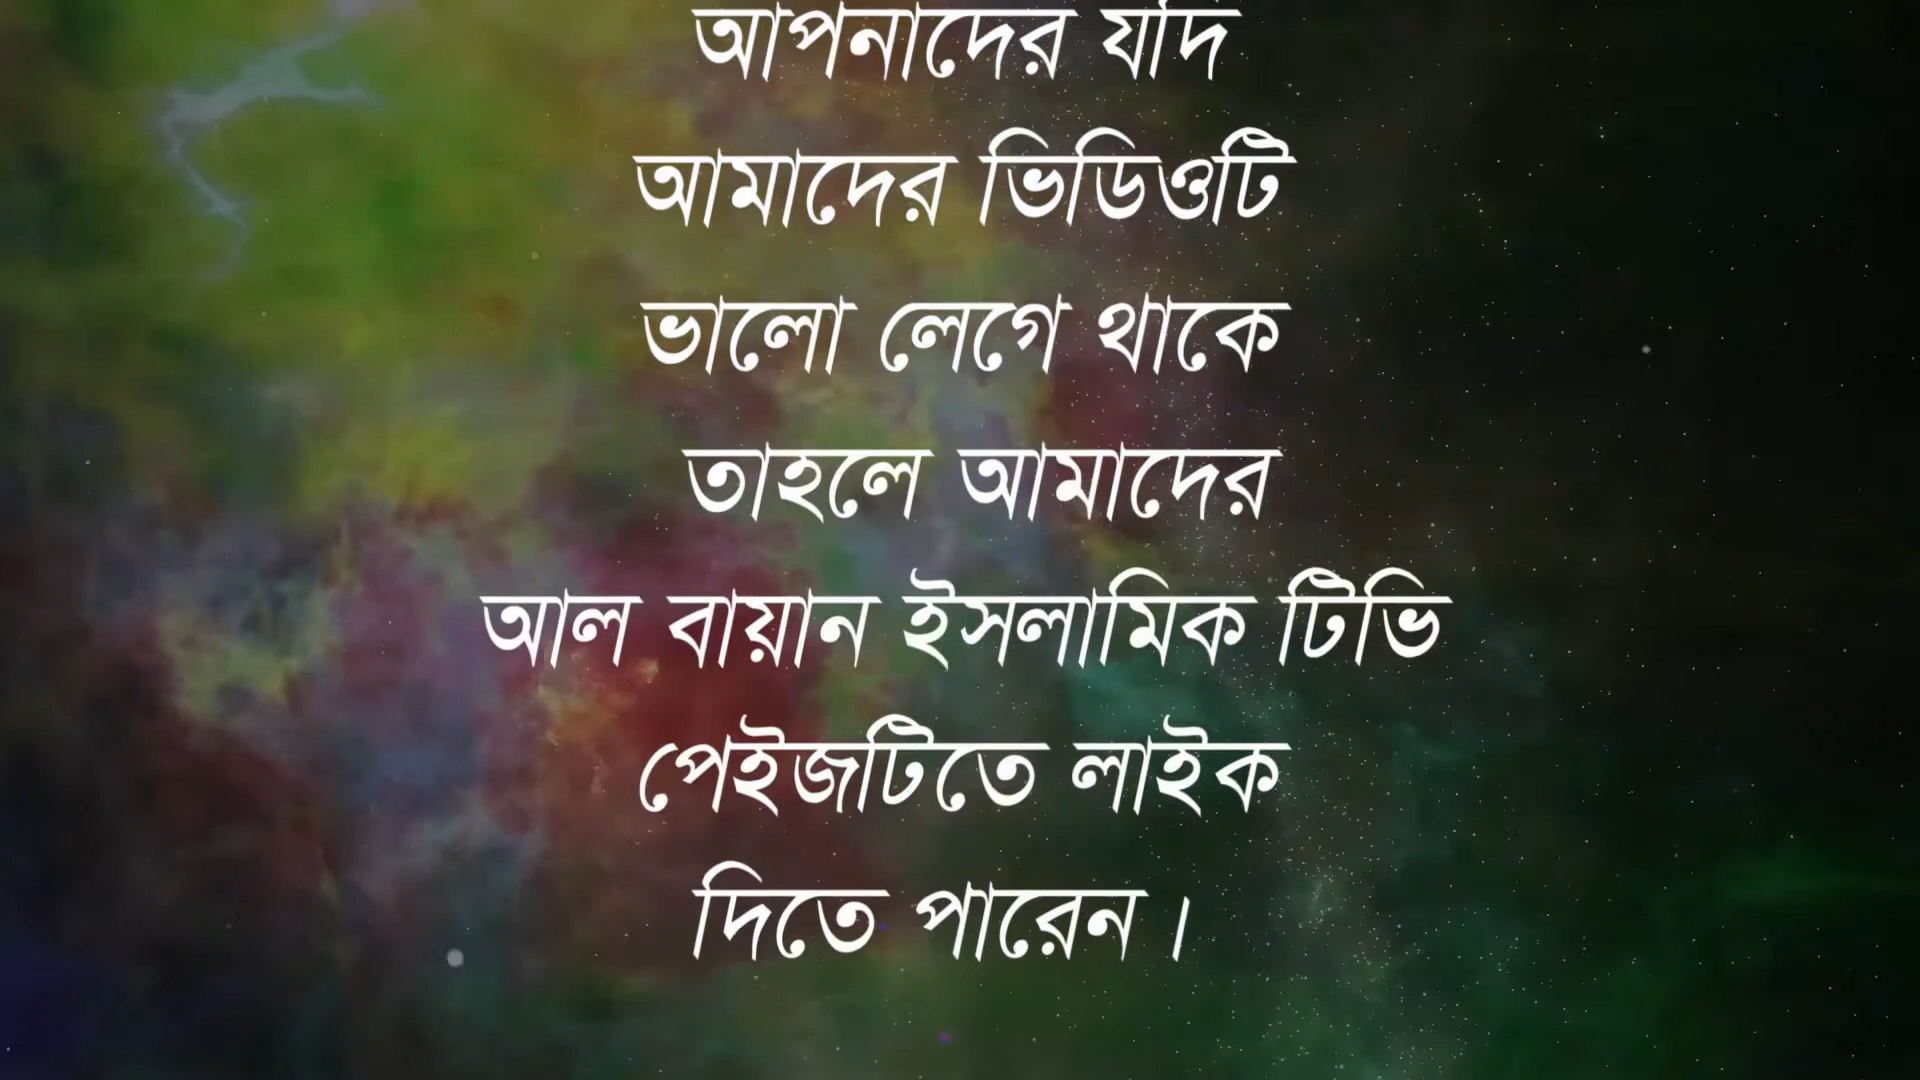 আপনাদের যদি
আমাদের ভিডিওটি
ভালো লেগে থাকে
তাহলে আমাদের
আল বায়ান ইসলামিক টিভি
পেইজটিতে লাইক
দিতে পারেন ।